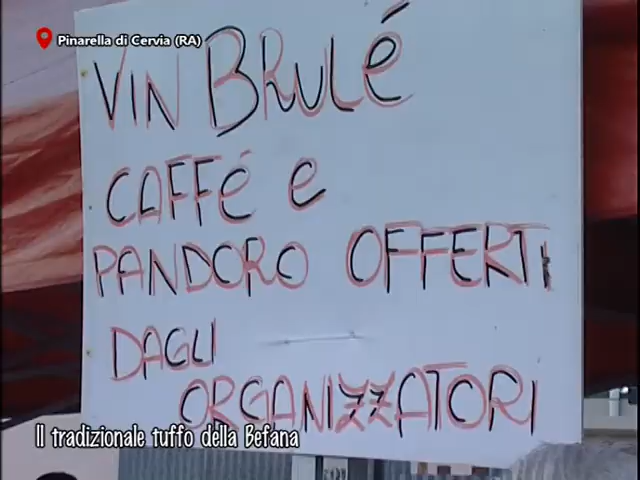 Pinarella di Cervia (RA)
VIN BRULÉ
CAFFÉ e
PANDORO OFFERTI
DAGLI
ORGANIZZATORI
Il tradizionale tuffo della Befana